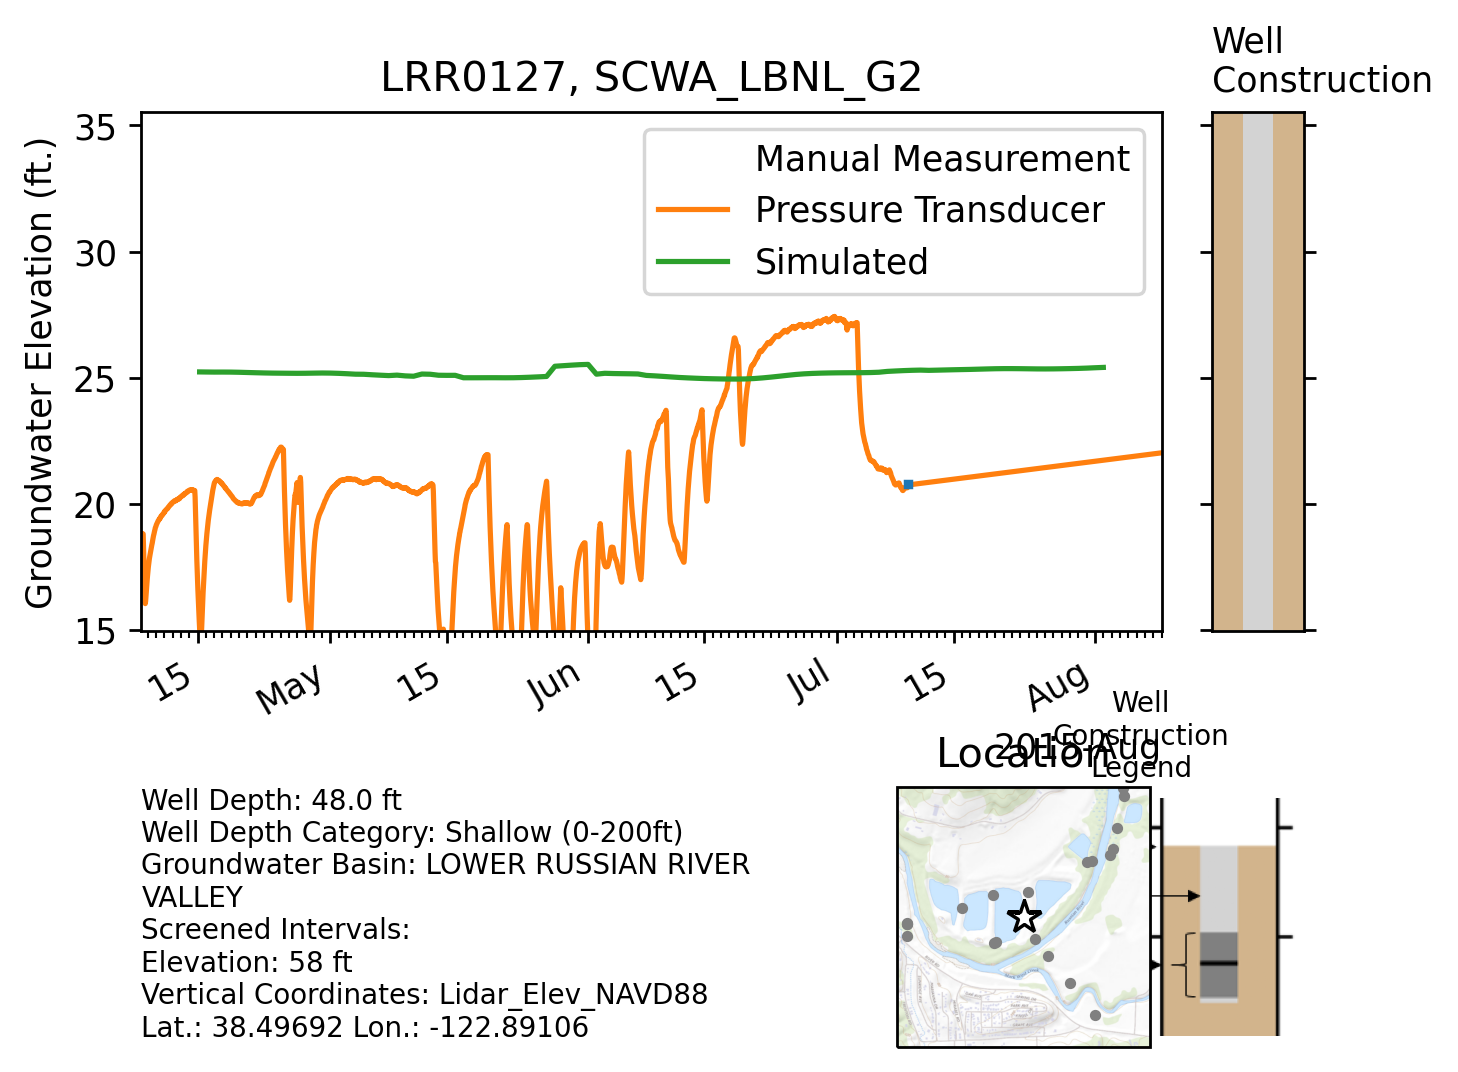 Well
Construction
LRR0127, SCWA_LBNL_G2
Groundwater Elevation (ft.)
35
30
25
20
15
Manual Measurement
Pressure Transducer
Simulated
15
May
15
Jun
15
Jul
15
Aug
2015-Aug
Location
Well
Construction
Legend
Well Depth: 48.0 ft
Well Depth Category: Shallow (0-200ft)
Groundwater Basin: LOWER RUSSIAN RIVER
VALLEY
Screened Intervals:
Elevation: 58 ft
Vertical Coordinates: Lidar_Elev_NAVD88
Lat.: 38.49692 Lon.: -122.89106